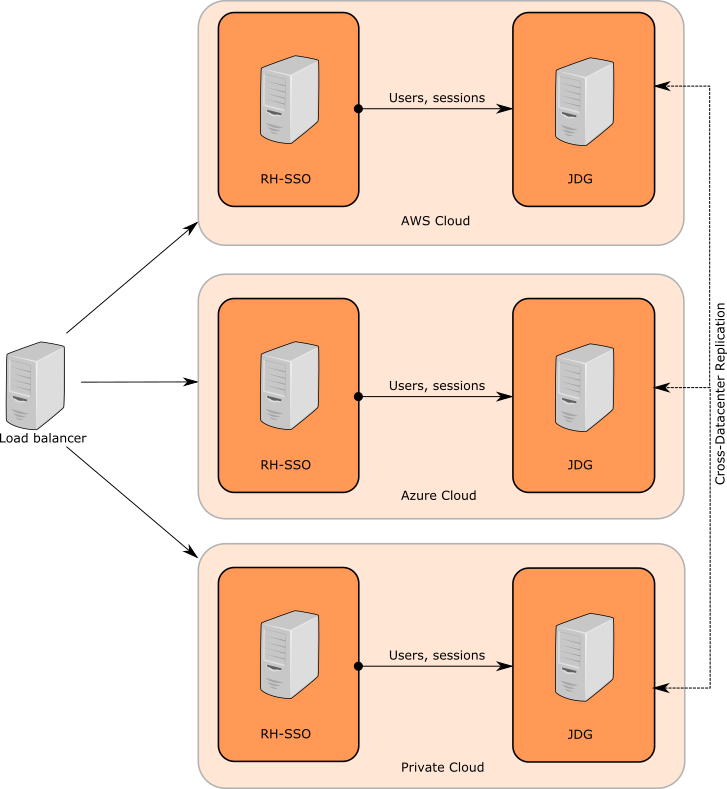 Users, sessions
RH-SSO
JDG
AWS Cloud
Load balancer
Users, sessions
RH-SSO
JDG
Azure Cloud
Cross-Datacenter Replication
Users, sessions
RH-SSO
JDG
Private Cloud